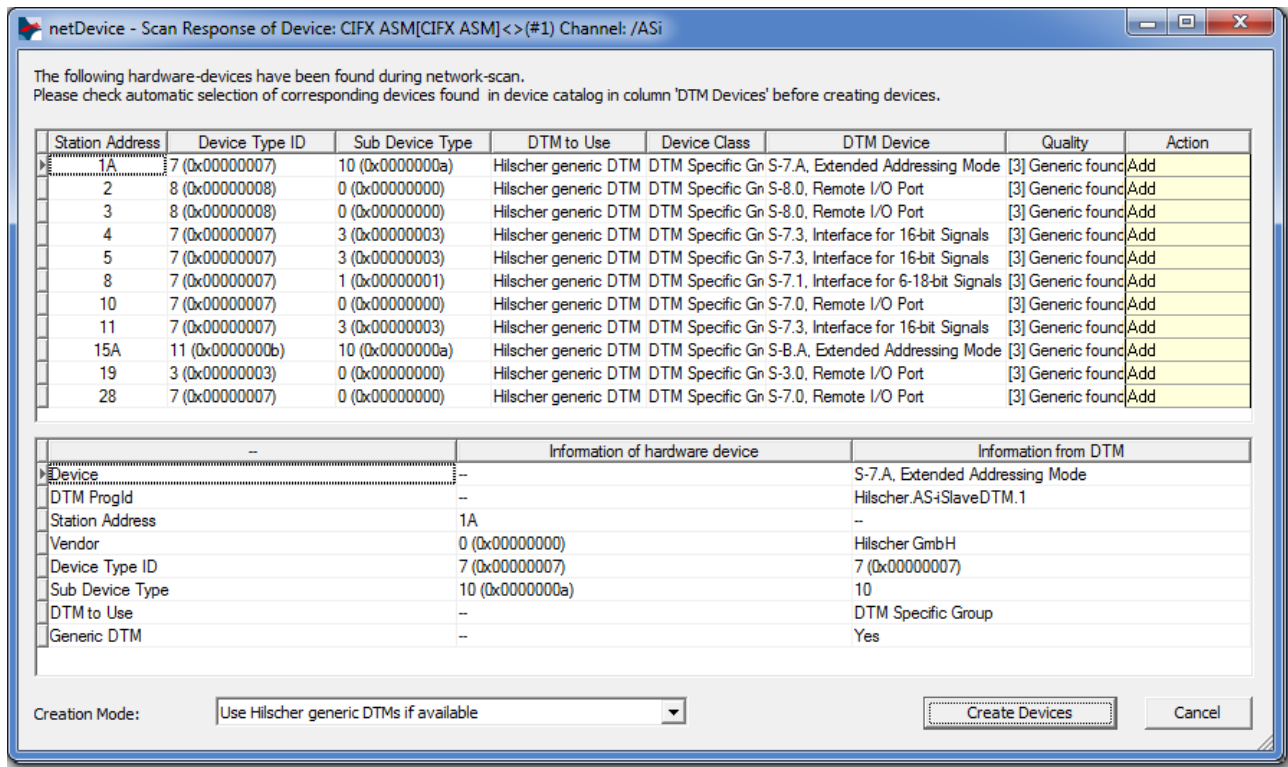 netDevice - Scan Response of Device: CIFX ASM[CIFX ASM]<>(#1) Channel: /ASi
The following hardware-devices have been found during network-scan.
Please check automatic selection of corresponding devices found in device catalog in column 'DTM Devices' before creating devices.
Station Address Device Type ID Sub Device Type DTM to Use Device Class DTM Device Quality Action
1A 7 (0x00000007) 10 (0x0000000a) Hilscher generic DTM DTM Specific Gr S-7.A, Extended Addressing Mode [3] Generic found Add
2 8 (0x00000008) 0 (0x00000000) Hilscher generic DTM DTM Specific Gr S-8.0, Remote I/O Port [3] Generic found Add
3 8 (0x00000008) 0 (0x00000000) Hilscher generic DTM DTM Specific Gr S-8.0, Remote I/O Port [3] Generic found Add
4 7 (0x00000007) 3 (0x00000003) Hilscher generic DTM DTM Specific Gr S-7.3, Interface for 16-bit Signals [3] Generic found Add
5 7 (0x00000007) 3 (0x00000003) Hilscher generic DTM DTM Specific Gr S-7.3, Interface for 16-bit Signals [3] Generic found Add
8 7 (0x00000007) 1 (0x00000001) Hilscher generic DTM DTM Specific Gr S-7.1, Interface for 6-18-bit Signals [3] Generic found Add
10 7 (0x00000007) 0 (0x00000000) Hilscher generic DTM DTM Specific Gr S-7.0, Remote I/O Port [3] Generic found Add
11 7 (0x00000007) 3 (0x00000003) Hilscher generic DTM DTM Specific Gr S-7.3, Interface for 16-bit Signals [3] Generic found Add
15A 11 (0x0000000b) 10 (0x0000000a) Hilscher generic DTM DTM Specific Gr S-B.A, Extended Addressing Mode [3] Generic found Add
19 3 (0x00000003) 0 (0x00000000) Hilscher generic DTM DTM Specific Gr S-3.0, Remote I/O Port [3] Generic found Add
28 7 (0x00000007) 0 (0x00000000) Hilscher generic DTM DTM Specific Gr S-7.0, Remote I/O Port [3] Generic found Add
-- Information of hardware device Information from DTM
Device -- S-7.A, Extended Addressing Mode
DTM ProgId -- Hilscher.AS-iSlaveDTM.1
Station Address 1A --
Vendor 0 (0x00000000) Hilscher GmbH
Device Type ID 7 (0x00000007) 7 (0x00000007)
Sub Device Type 10 (0x0000000a) 10
DTM to Use -- DTM Specific Group
Generic DTM -- Yes
Creation Mode: Use Hilscher generic DTMs if available Create Devices Cancel